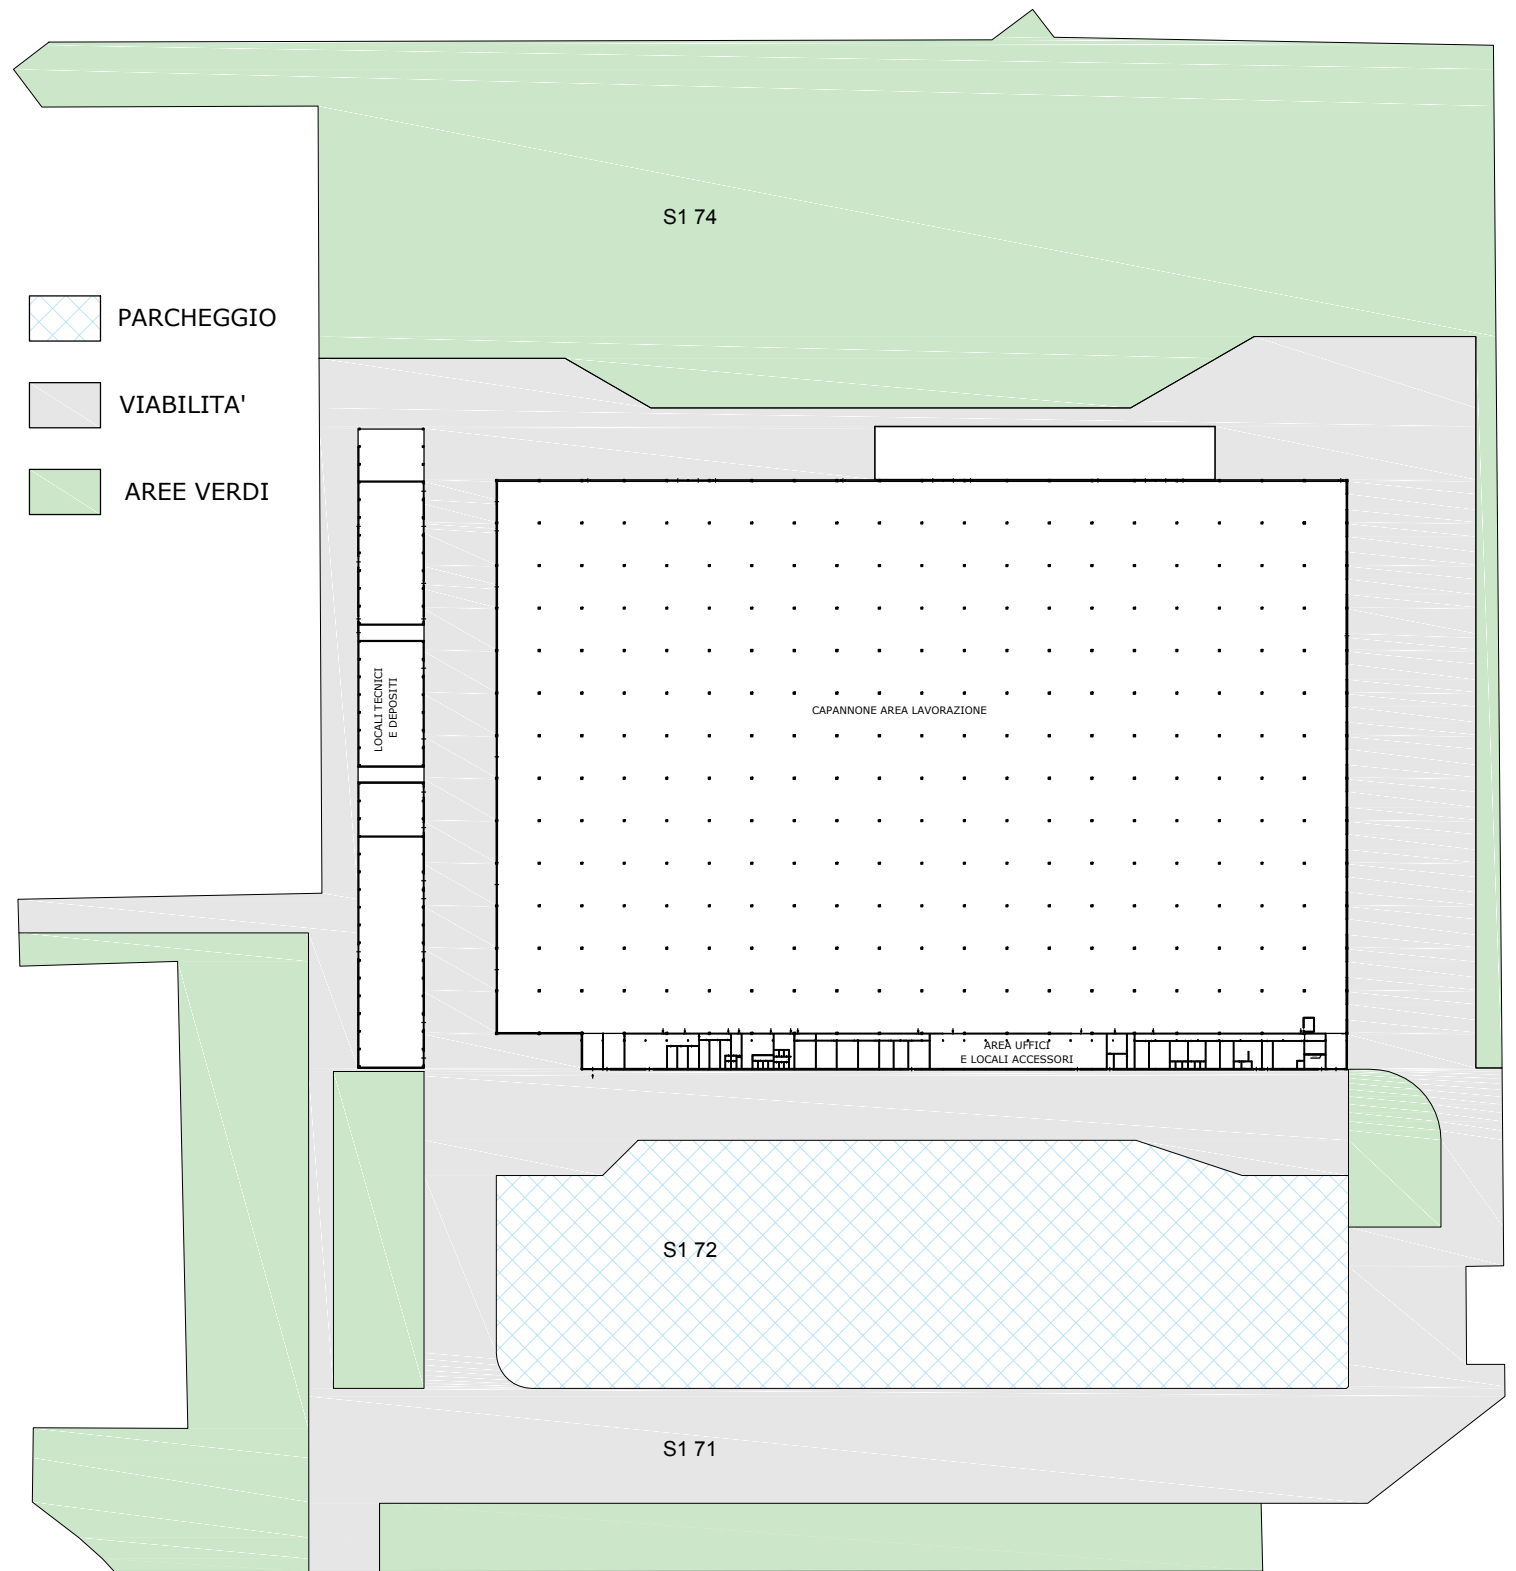 S1 74
PARCHEGGIO
VIABILITA'
AREE VERDI
LOCALI TECNICI
E DEPOSITI
CAPANNONE AREA LAVORAZIONE
AREA UFFICI
E LOCALI ACCESSORI
S1 72
S1 71